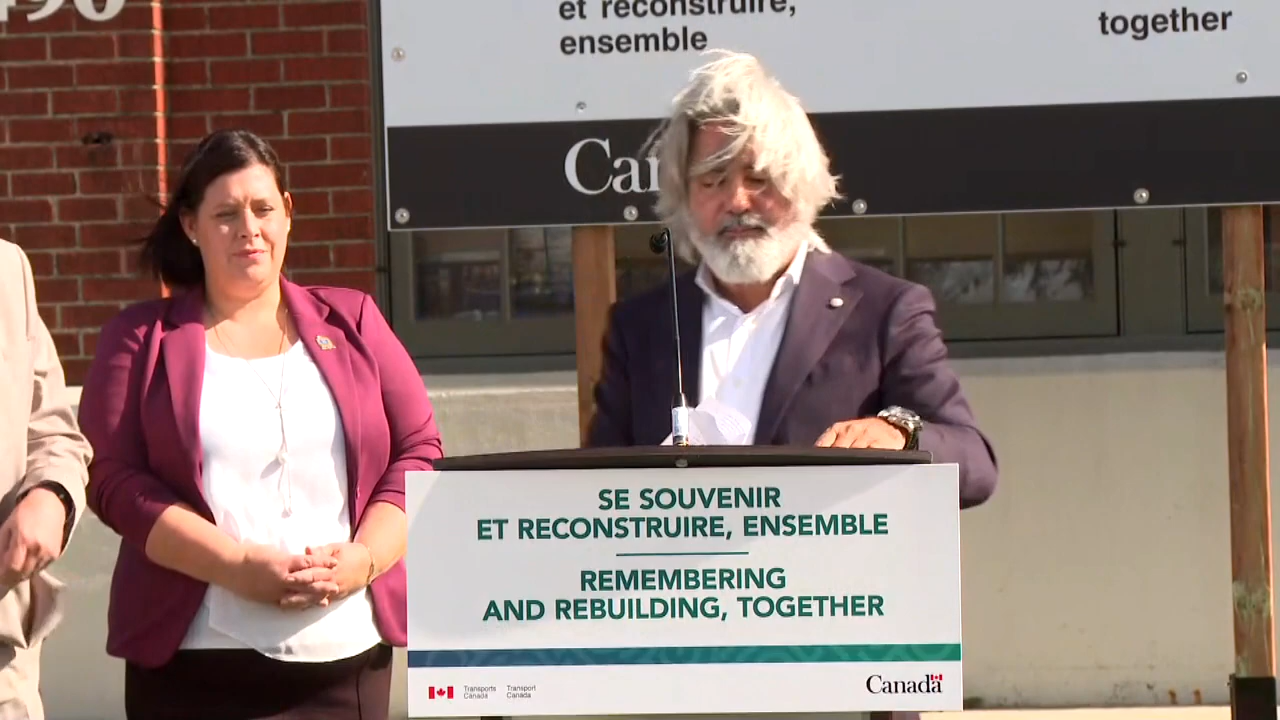 490
et reconstruire,
ensemble
together
Can
SE SOUVENIR
ET RECONSTRUIRE, ENSEMBLE
REMEMBERING
AND REBUILDING, TOGETHER
Transports Canada
Transport Canada
Canada